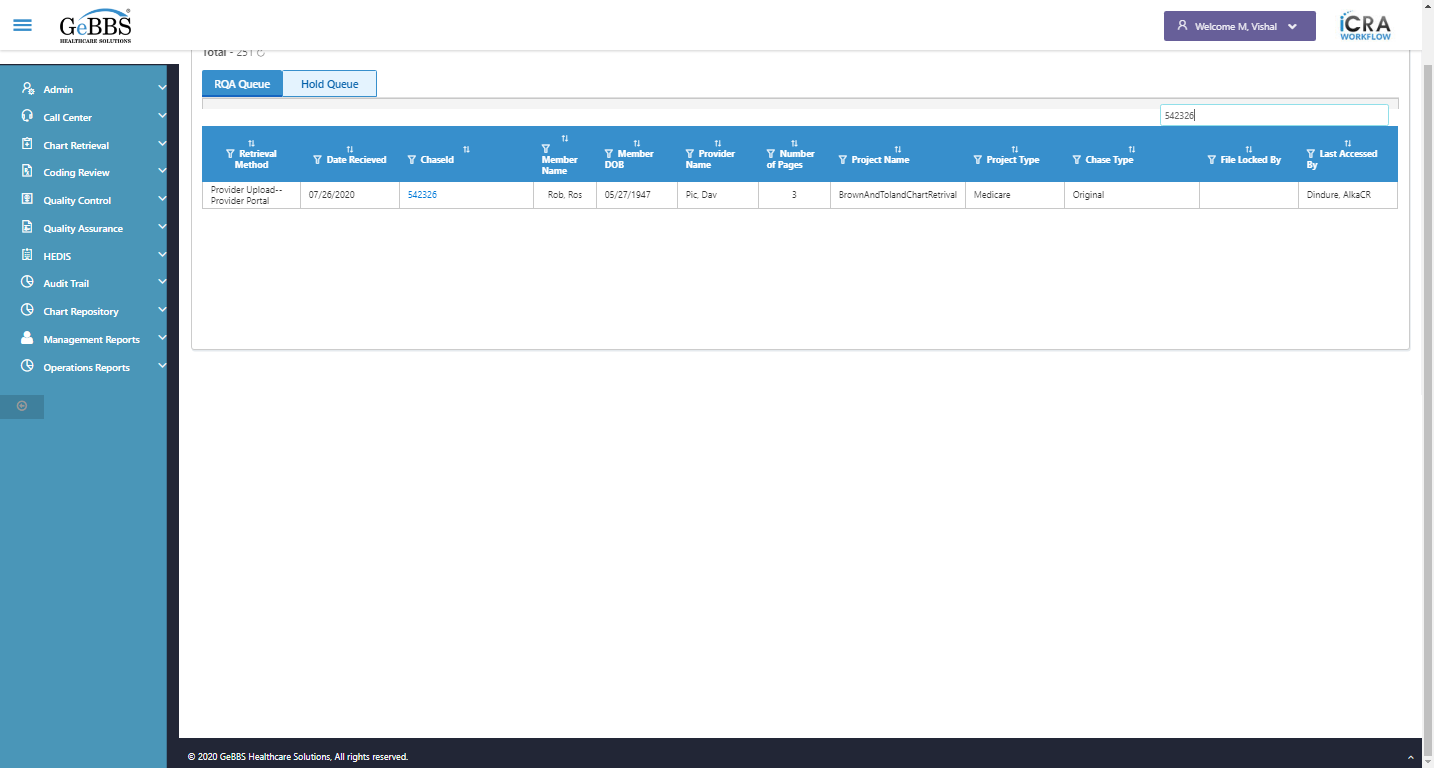 GeBBS
HEALTHCARE SOLUTIONS
Welcome M, Vishal
iCRA
WORKFLOW
Total - 251
RQA Queue
Hold Queue
542326
Admin
Call Center
Chart Retrieval
Coding Review
Quality Control
Quality Assurance
HEDIS
Audit Trail
Chart Repository
Management Reports
Operations Reports
Retrieval
Method
Date Recieved
ChaseId
Member
Name
Member
DOB
Provider
Name
Number
of Pages
Project Name
Project Type
Chase Type
File Locked By
Last Accessed
By
Provider Upload--
Provider Portal
07/26/2020
542326
Rob, Ros
05/27/1947
Pic, Dav
3
BrownAndTolandChartRetrival
Medicare
Original
Dindure, AlkaCR
© 2020 GeBBS Healthcare Solutions, All rights reserved.